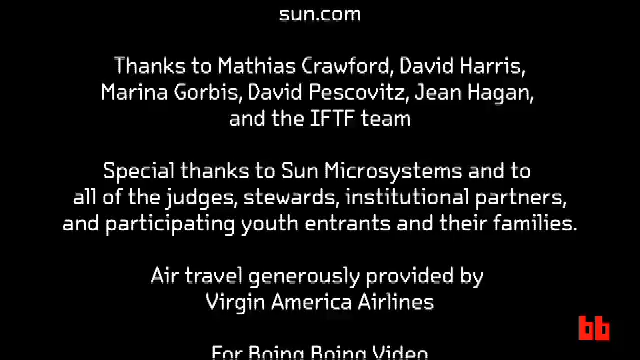 sun.com
Thanks to Mathias Crawford, David Harris,
Marina Gorbis, David Pescovitz, Jean Hagan,
and the IFTF team
Special thanks to Sun Microsystems and to
all of the judges, stewards, institutional partners,
and participating youth entrants and their families.
Air travel generously provided by
Virgin America Airlines
bb
For Boing Boing Video